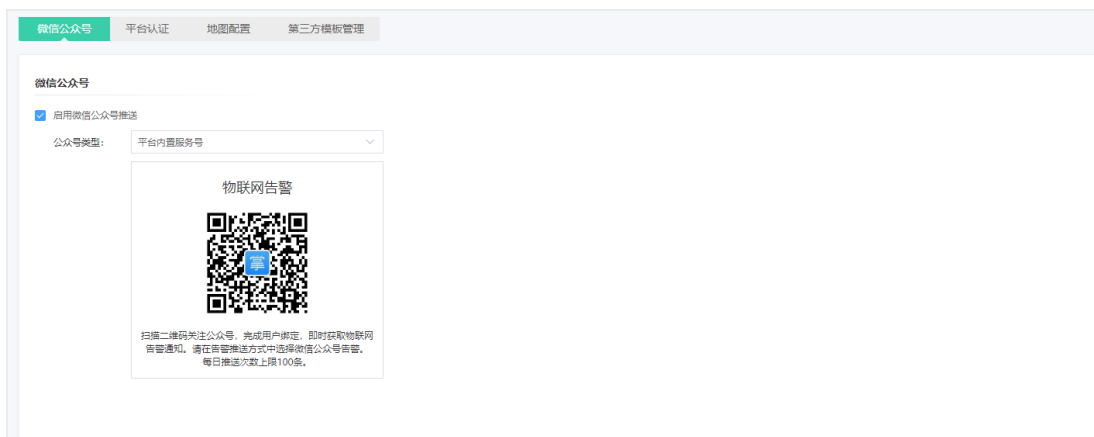 微信公众号 平台认证 地图配置 第三方模板管理
微信公众号
启用微信公众号推送
公众号类型： 平台内置服务号
物联网告警
掌
扫描二维码关注公众号，完成用户绑定，即时获取物联网
告警通知。请在告警推送方式中选择微信公众号告警。
每日推送次数上限100条。